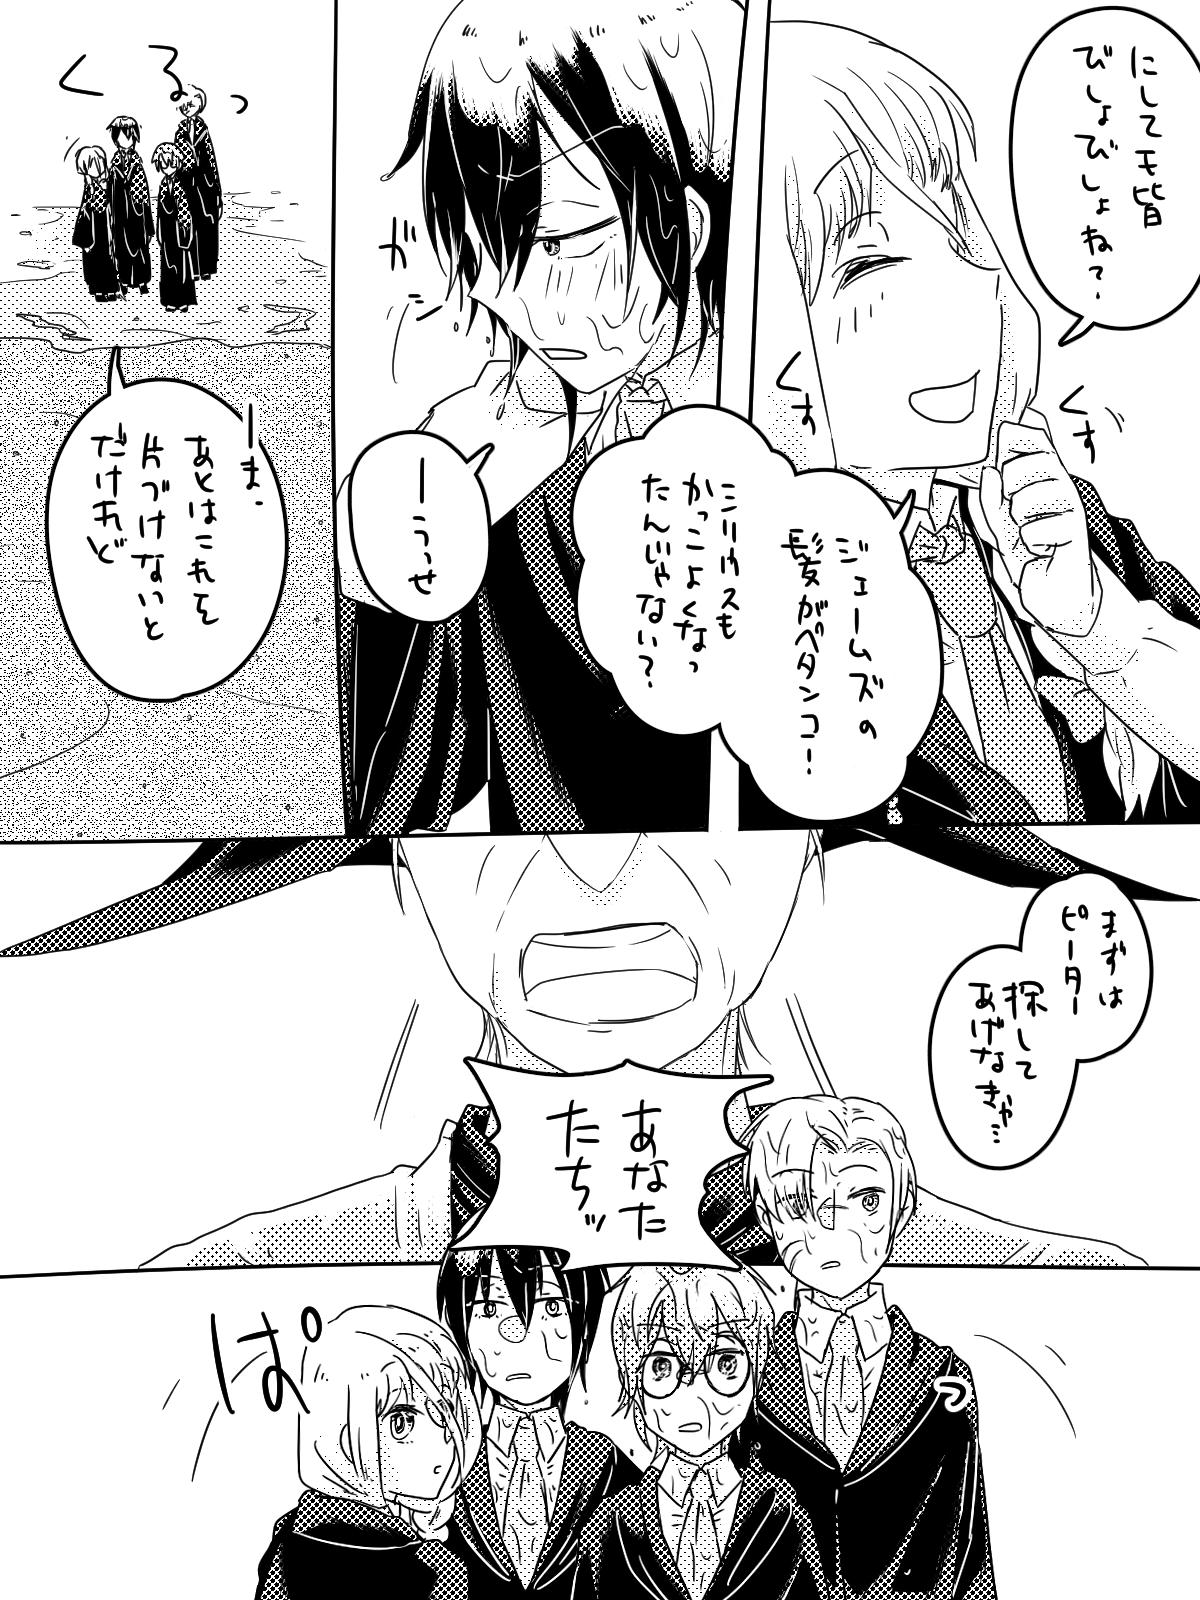 にしても皆
びしょびしょね?
くす
くす
ジェームズの
髪がペタンコ!
シリウスも
かっこよくなっ
たんじゃない?
ガ
シ
ーうっせ
くるっ
ーま、
あとはこれを
片づけないと
だけれど
まずは
ピーター
探して
あげなきゃ…
あなた
たちッ
ぱっ